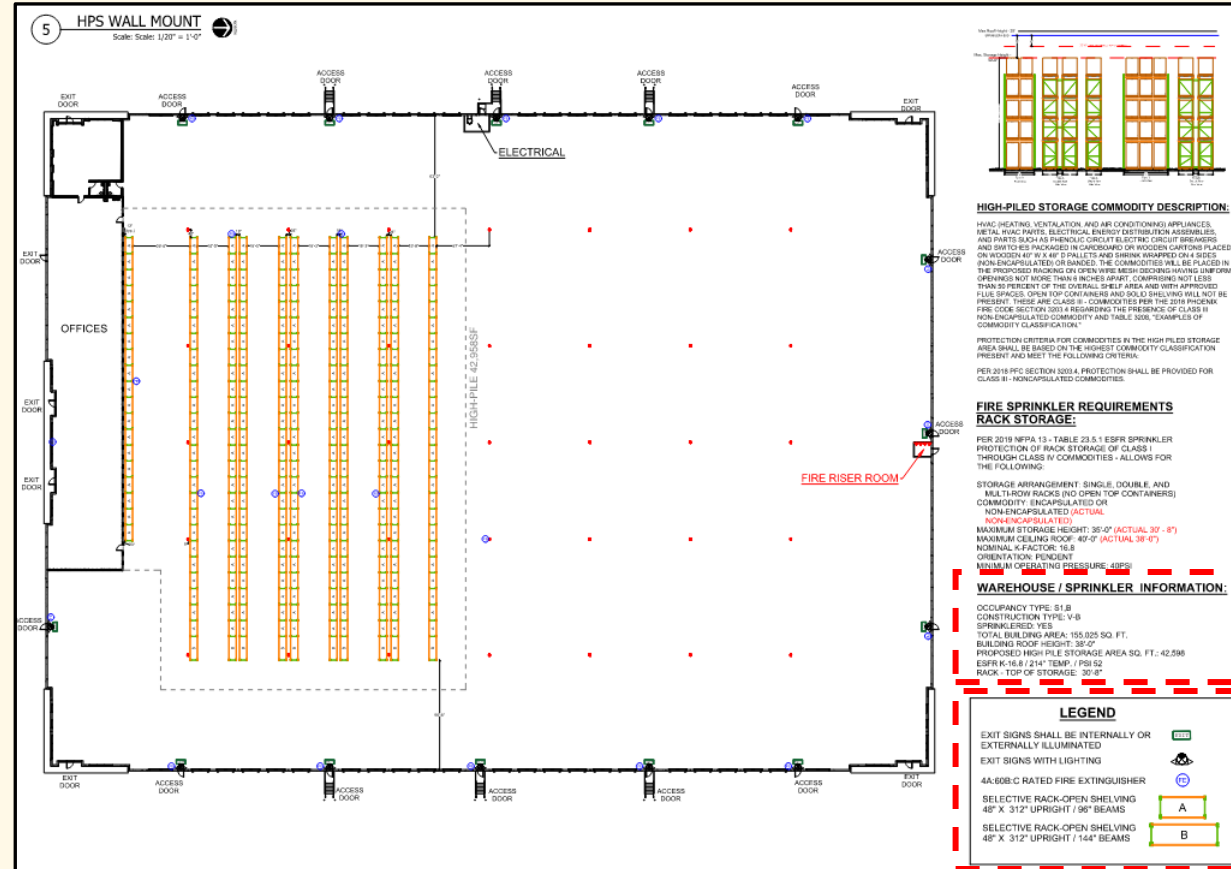 5
HPS WALL MOUNT
Scale: Scale: 1/20" = 1'-0"
ACCESS
DOOR
ACCESS
DOOR
ACCESS
DOOR
ACCESS
DOOR
ACCESS
DOOR
EXIT
DOOR
EXIT
DOOR
ELECTRICAL
EXIT
DOOR
OFFICES
EXIT
DOOR
EXIT
DOOR
ACCESS
DOOR
HIGH-PILE 42,958SF
ACCESS
DOOR
ACCESS
DOOR
FIRE RISER ROOM
ACCESS
DOOR
EXIT
DOOR
ACCESS
DOOR
ACCESS
DOOR
ACCESS
DOOR
ACCESS
DOOR
ACCESS
DOOR
EXIT
DOOR
HIGH-PILED STORAGE COMMODITY DESCRIPTION:
HVAC (HEATING, VENTALATION, AND AIR CONDITIONING) APPLIANCES,
METAL HVAC PARTS, ELECTRICAL ENERGY DISTRIBUTION ASSEMBLIES,
AND PARTS SUCH AS PHENOLIC CIRCUIT ELECTRIC CIRCUIT BREAKERS
AND SWITCHES PACKAGED IN CARDBOARD OR WOODEN CARTONS PLACED
ON WOODEN 40" W X 48" D PALLETS AND SHRINK WRAPPED ON 4 SIDES
(NON-ENCAPSULATED) OR BANDED. THE COMMODITIES WILL BE PLACED IN
THE PROPOSED RACKING ON OPEN WIRE MESH DECKING HAVING UNIFORM
OPENINGS NOT MORE THAN 6 INCHES APART, COMPRISING NOT LESS
THAN 50 PERCENT OF THE OVERALL SHELF AREA AND WITH APPROVED
FLUE SPACES. OPEN TOP CONTAINERS AND SOLID SHELVING WILL NOT BE
PRESENT. THESE ARE CLASS III - COMMODITIES PER THE 2018 PHOENIX
FIRE CODE SECTION 3203.4 REGARDING THE PRESENCE OF CLASS III
NON-ENCAPSULATED COMMODITY AND TABLE 3208, "EXAMPLES OF
COMMODITY CLASSIFICATION."
PROTECTION CRITERIA FOR COMMODITIES IN THE HIGH PILED STORAGE
AREA SHALL BE BASED ON THE HIGHEST COMMODITY CLASSIFICATION
PRESENT AND MEET THE FOLLOWING CRITERIA:
PER 2018 PFC SECTION 3203.4, PROTECTION SHALL BE PROVIDED FOR
CLASS III - NONCAPSULATED COMMODITIES.
FIRE SPRINKLER REQUIREMENTS
RACK STORAGE:
PER 2019 NFPA 13 - TABLE 23.5.1 ESFR SPRINKLER
PROTECTION OF RACK STORAGE OF CLASS I
THROUGH CLASS IV COMMODITIES - ALLOWS FOR
THE FOLLOWING:
STORAGE ARRANGEMENT: SINGLE, DOUBLE, AND
MULTI-ROW RACKS (NO OPEN TOP CONTAINERS)
COMMODITY: ENCAPSULATED OR
NON-ENCAPSULATED (ACTUAL
NON-ENCAPSULATED)
MAXIMUM STORAGE HEIGHT: 35'-0" (ACTUAL 30' - 8")
MAXIMUM CEILING ROOF: 40'-0" (ACTUAL 38'-0")
NOMINAL K-FACTOR: 16.8
ORIENTATION: PENDENT
MINIMUM OPERATING PRESSURE: 40PSI
WAREHOUSE / SPRINKLER INFORMATION:
OCCUPANCY TYPE: S1,B
CONSTRUCTION TYPE: V-B
SPRINKLERED: YES
TOTAL BUILDING AREA: 155,025 SQ. FT.
BUILDING ROOF HEIGHT: 38'-0"
PROPOSED HIGH PILE STORAGE AREA SQ. FT.: 42,598
ESFR K-16.8 / 214° TEMP. / PSI 52
RACK - TOP OF STORAGE: 30'-8"
LEGEND
EXIT SIGNS SHALL BE INTERNALLY OR
EXTERNALLY ILLUMINATED
EXIT SIGNS WITH LIGHTING
4A:60B:C RATED FIRE EXTINGUISHER
SELECTIVE RACK-OPEN SHELVING
48" X 312" UPRIGHT / 96" BEAMS
A
SELECTIVE RACK-OPEN SHELVING
48" X 312" UPRIGHT / 144" BEAMS
B